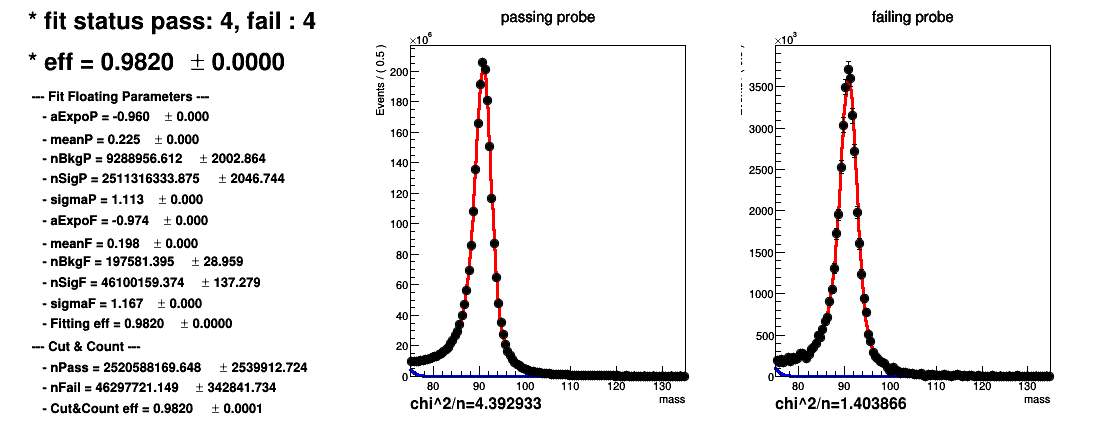 * fit status pass: 4, fail : 4
* eff = 0.9820 ± 0.0000
--- Fit Floating Parameters ---
- aExpoP = -0.960 ± 0.000
- meanP = 0.225 ± 0.000
- nBkgP = 9288956.612 ± 2002.864
- nSigP = 2511316333.875 ± 2046.744
- sigmaP = 1.113 ± 0.000
- aExpoF = -0.974 ± 0.000
- meanF = 0.198 ± 0.000
- nBkgF = 197581.395 ± 28.959
- nSigF = 46100159.374 ± 137.279
- sigmaF = 1.167 ± 0.000
- Fitting eff = 0.9820 ± 0.0000
--- Cut & Count ---
- nPass = 2520588169.648 ± 2539912.724
- nFail = 46297721.149 ± 342841.734
- Cut&Count eff = 0.9820 ± 0.0001
passing probe
×10⁶
Events / ( 0.5 )
200
180
160
140
120
100
80
60
40
20
0
80 90 100 110 120 130
mass
chi^2/n=4.392933
failing probe
×10³
3500
3000
2500
2000
1500
1000
500
0
80 90 100 110 120 130
mass
chi^2/n=1.403866